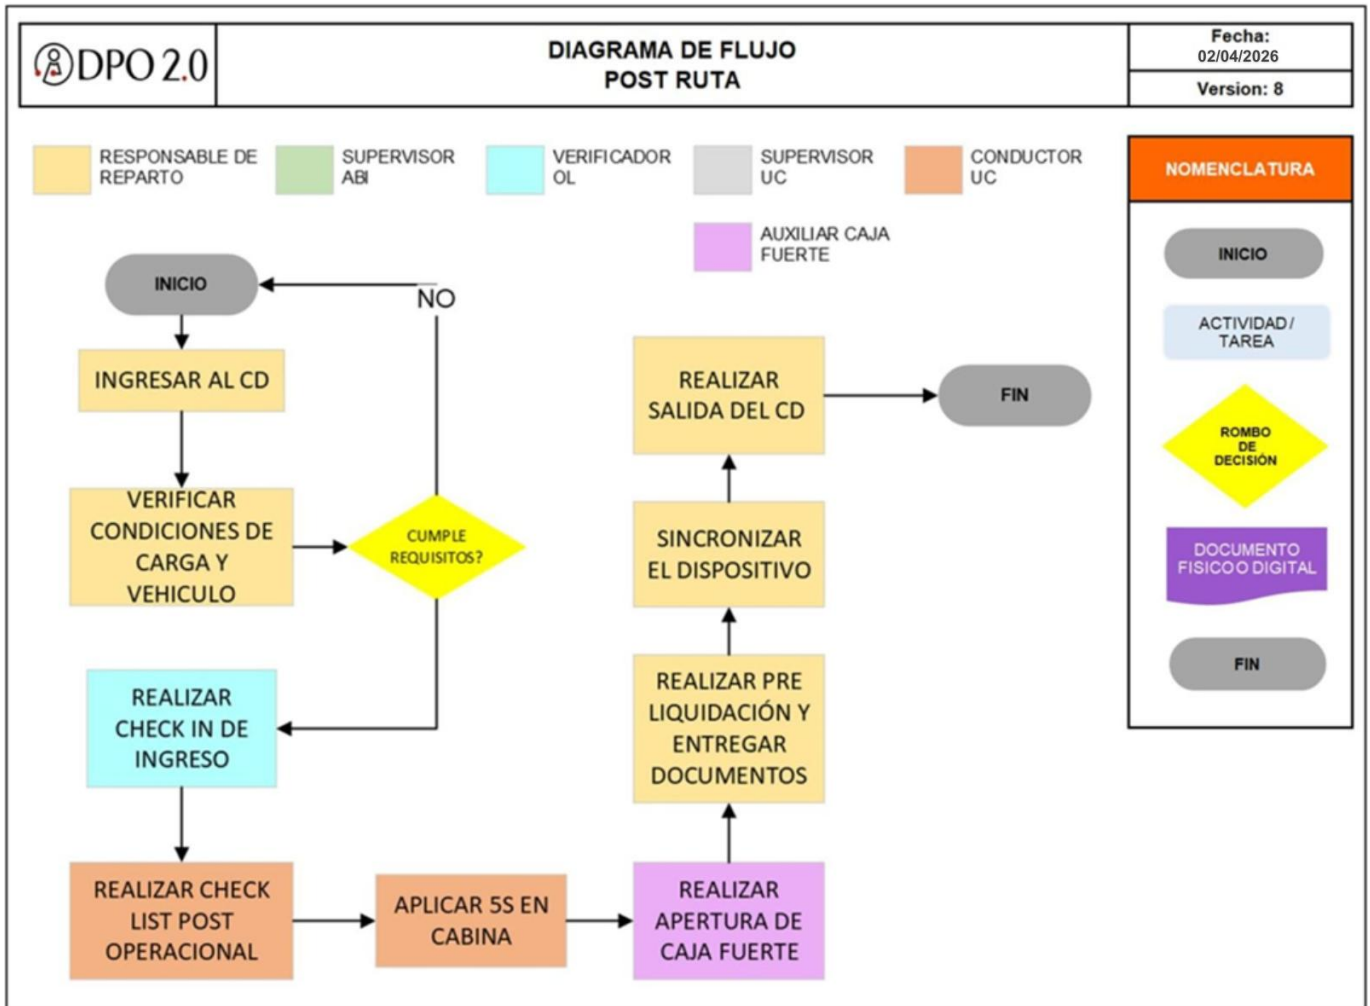 DPO 2.0
DIAGRAMA DE FLUJO
POST RUTA
Fecha:
02/04/2026
Version: 8
RESPONSABLE DE
REPARTO
SUPERVISOR
ABI
VERIFICADOR
OL
SUPERVISOR
UC
CONDUCTOR
UC
AUXILIAR CAJA
FUERTE
NOMENCLATURA
INICIO
ACTIVIDAD/
TAREA
ROMBO
DE
DECISIÓN
DOCUMENTO
FISICO O DIGITAL
FIN
INICIO
NO
INGRESAR AL CD
VERIFICAR
CONDICIONES DE
CARGA Y
VEHICULO
CUMPLE
REQUISITOS?
REALIZAR
CHECK IN DE
INGRESO
REALIZAR CHECK
LIST POST
OPERACIONAL
APLICAR 5S EN
CABINA
REALIZAR
APERTURA DE
CAJA FUERTE
REALIZAR PRE
LIQUIDACIÓN Y
ENTREGAR
DOCUMENTOS
SINCRONIZAR
EL DISPOSITIVO
REALIZAR
SALIDA DEL CD
FIN